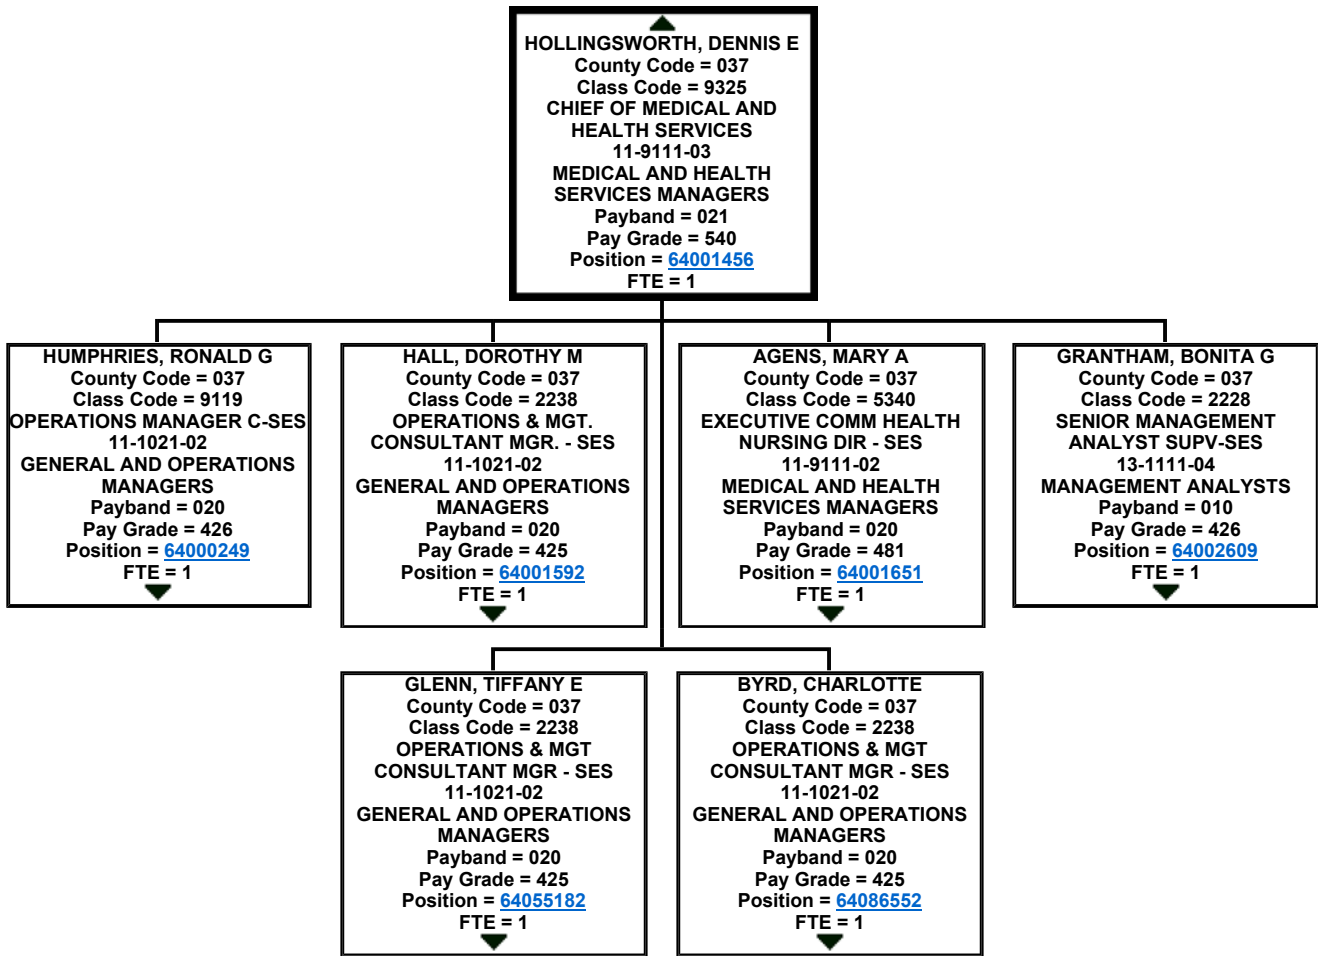 HOLLINGSWORTH, DENNIS E
County Code = 037
Class Code = 9325
CHIEF OF MEDICAL AND
HEALTH SERVICES
11-9111-03
MEDICAL AND HEALTH
SERVICES MANAGERS
Payband = 021
Pay Grade = 540
Position = 64001456
FTE = 1
HUMPHRIES, RONALD G
County Code = 037
Class Code = 9119
OPERATIONS MANAGER C-SES
11-1021-02
GENERAL AND OPERATIONS
MANAGERS
Payband = 020
Pay Grade = 426
Position = 64000249
FTE = 1
HALL, DOROTHY M
County Code = 037
Class Code = 2238
OPERATIONS & MGT.
CONSULTANT MGR. - SES
11-1021-02
GENERAL AND OPERATIONS
MANAGERS
Payband = 020
Pay Grade = 425
Position = 64001592
FTE = 1
AGENS, MARY A
County Code = 037
Class Code = 5340
EXECUTIVE COMM HEALTH
NURSING DIR - SES
11-9111-02
MEDICAL AND HEALTH
SERVICES MANAGERS
Payband = 020
Pay Grade = 481
Position = 64001651
FTE = 1
GRANTHAM, BONITA G
County Code = 037
Class Code = 2228
SENIOR MANAGEMENT
ANALYST SUPV-SES
13-1111-04
MANAGEMENT ANALYSTS
Payband = 010
Pay Grade = 426
Position = 64002609
FTE = 1
GLENN, TIFFANY E
County Code = 037
Class Code = 2238
OPERATIONS & MGT
CONSULTANT MGR - SES
11-1021-02
GENERAL AND OPERATIONS
MANAGERS
Payband = 020
Pay Grade = 425
Position = 64055182
FTE = 1
BYRD, CHARLOTTE
County Code = 037
Class Code = 2238
OPERATIONS & MGT
CONSULTANT MGR - SES
11-1021-02
GENERAL AND OPERATIONS
MANAGERS
Payband = 020
Pay Grade = 425
Position = 64086552
FTE = 1